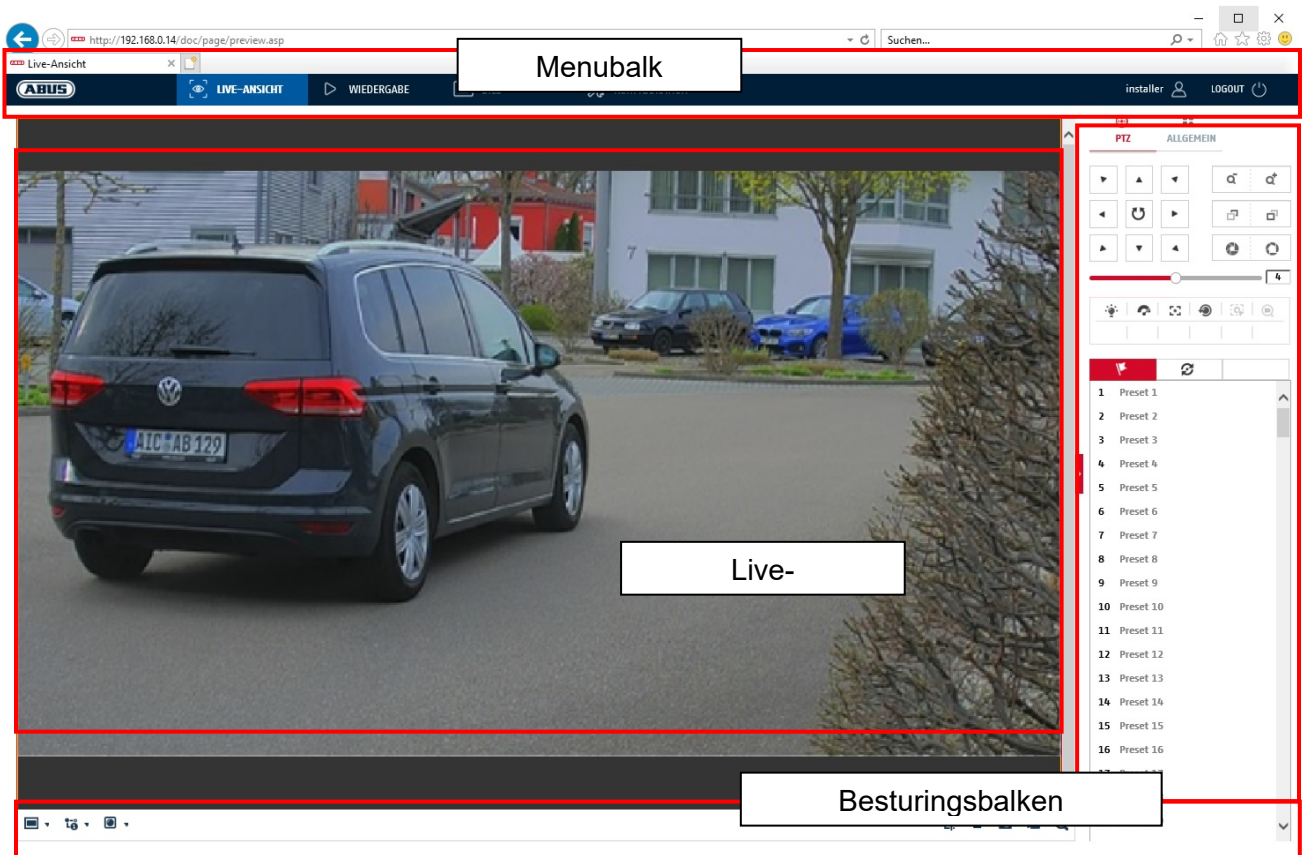 http://192.168.0.14/doc/page/preview.asp
Suchen...
Live-Ansicht
Menubalk
ABUS
LIVE-ANSICHT
WIEDERGABE
installer
LOGOUT
PTZ
ALLGEMEIN
7
4
AIC AB 129
1 Preset 1
2 Preset 2
3 Preset 3
4 Preset 4
5 Preset 5
6 Preset 6
7 Preset 7
8 Preset 8
9 Preset 9
10 Preset 10
11 Preset 11
12 Preset 12
13 Preset 13
14 Preset 14
15 Preset 15
16 Preset 16
Live-
Besturingsbalken